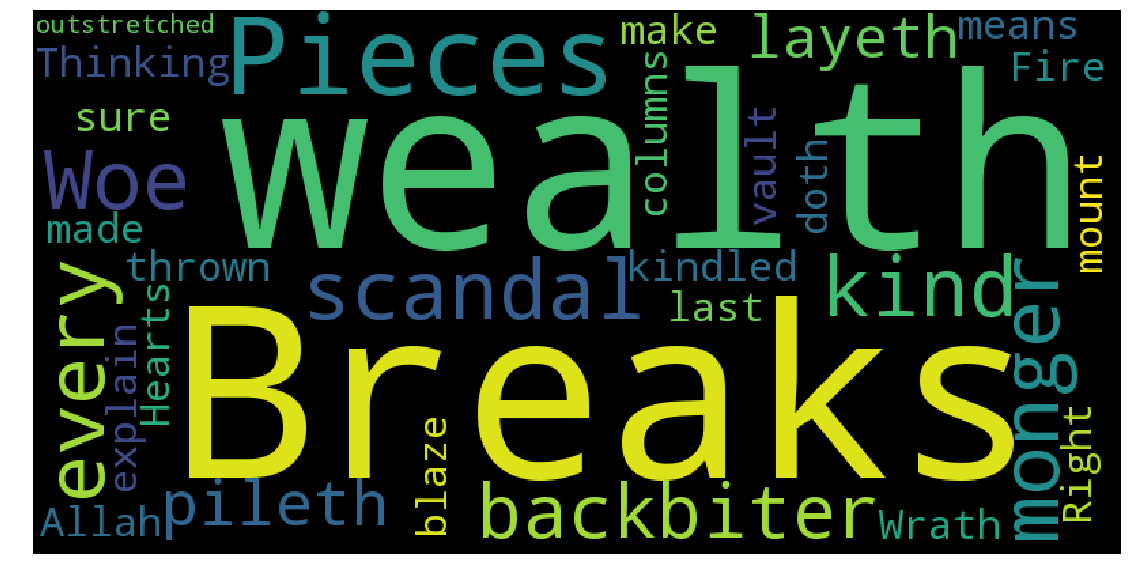 outstretched
Pieces
make
layeth
means
Thinking
Fire
sure
wealth
columns
vault
doth
Woe
mount
made
thrown
scandal
kindled
kind
last
every
explain
Hearts
Breaks
monger
blaze
Right
Allah
pileth
backbiter
Wrath